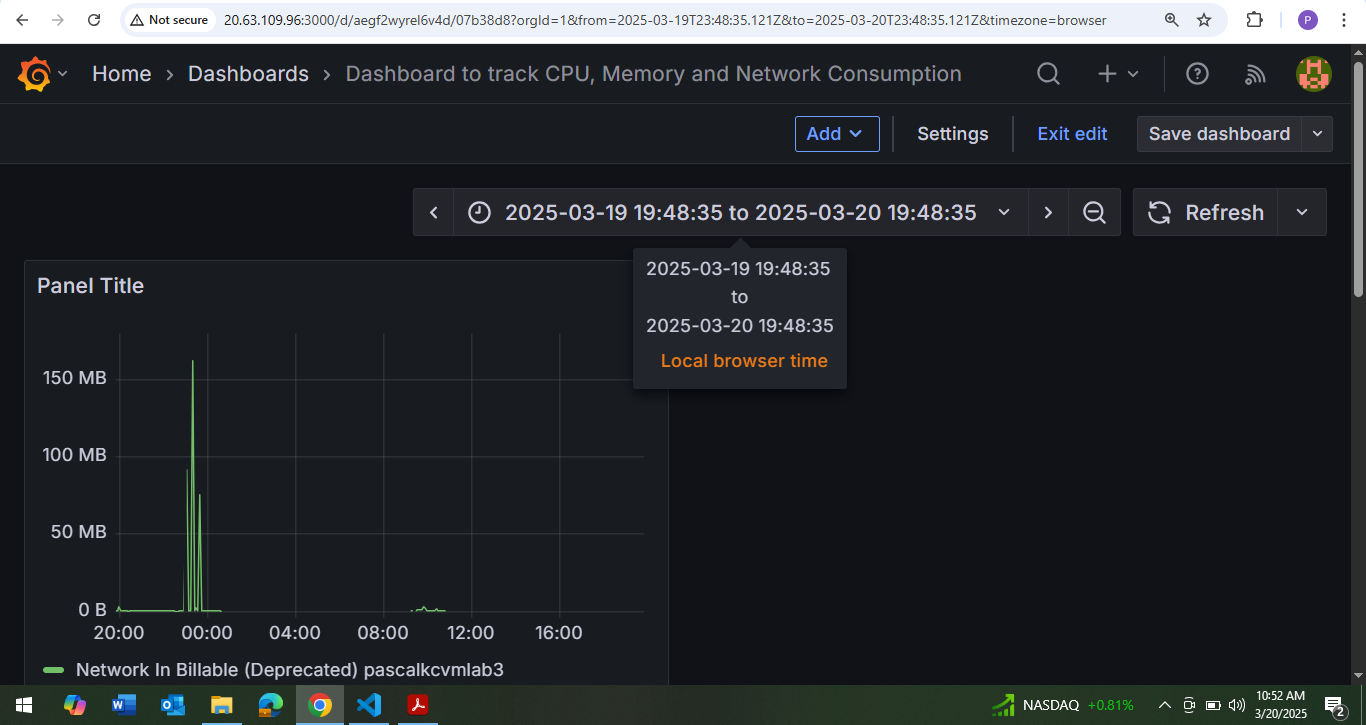 Not secure 20.63.109.96:3000/d/aegf2wyrel6v4d/07b38d8?orgId=1&from=2025-03-19T23:48:35.121Z&to=2025-03-20T23:48:35.121Z&timezone=browser P
Home › Dashboards › Dashboard to track CPU, Memory and Network Consumption
Add Settings Exit edit Save dashboard
2025-03-19 19:48:35 to 2025-03-20 19:48:35 Refresh
2025-03-19 19:48:35
to
2025-03-20 19:48:35
Local browser time
Panel Title
150 MB
100 MB
50 MB
0 B
20:00 00:00 04:00 08:00 12:00 16:00
Network In Billable (Deprecated) pascalkcvmlab3
NASDAQ +0.81%
10:52 AM
3/20/2025
2